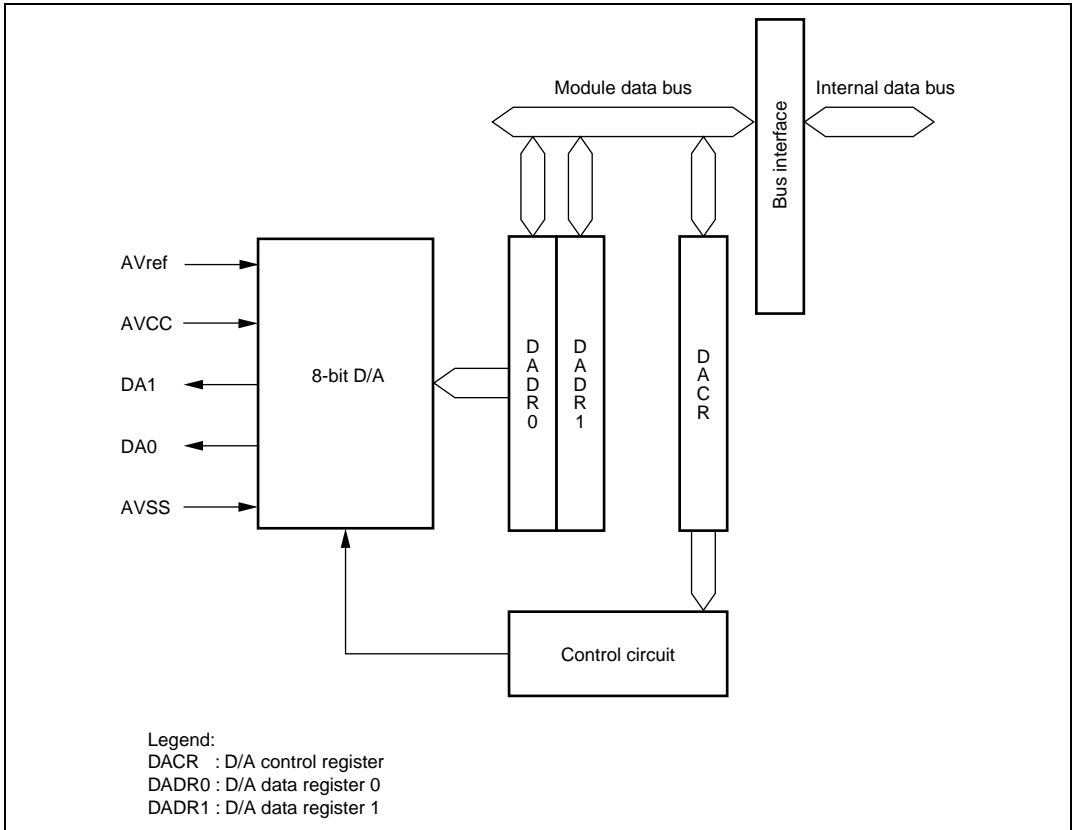 Module data bus
Internal data bus
Bus interface
AVref
AVCC
DA1
DA0
AVSS
8-bit D/A
DADR0
DADR1
DACR
Control circuit
Legend:
DACR : D/A control register
DADR0 : D/A data register 0
DADR1 : D/A data register 1